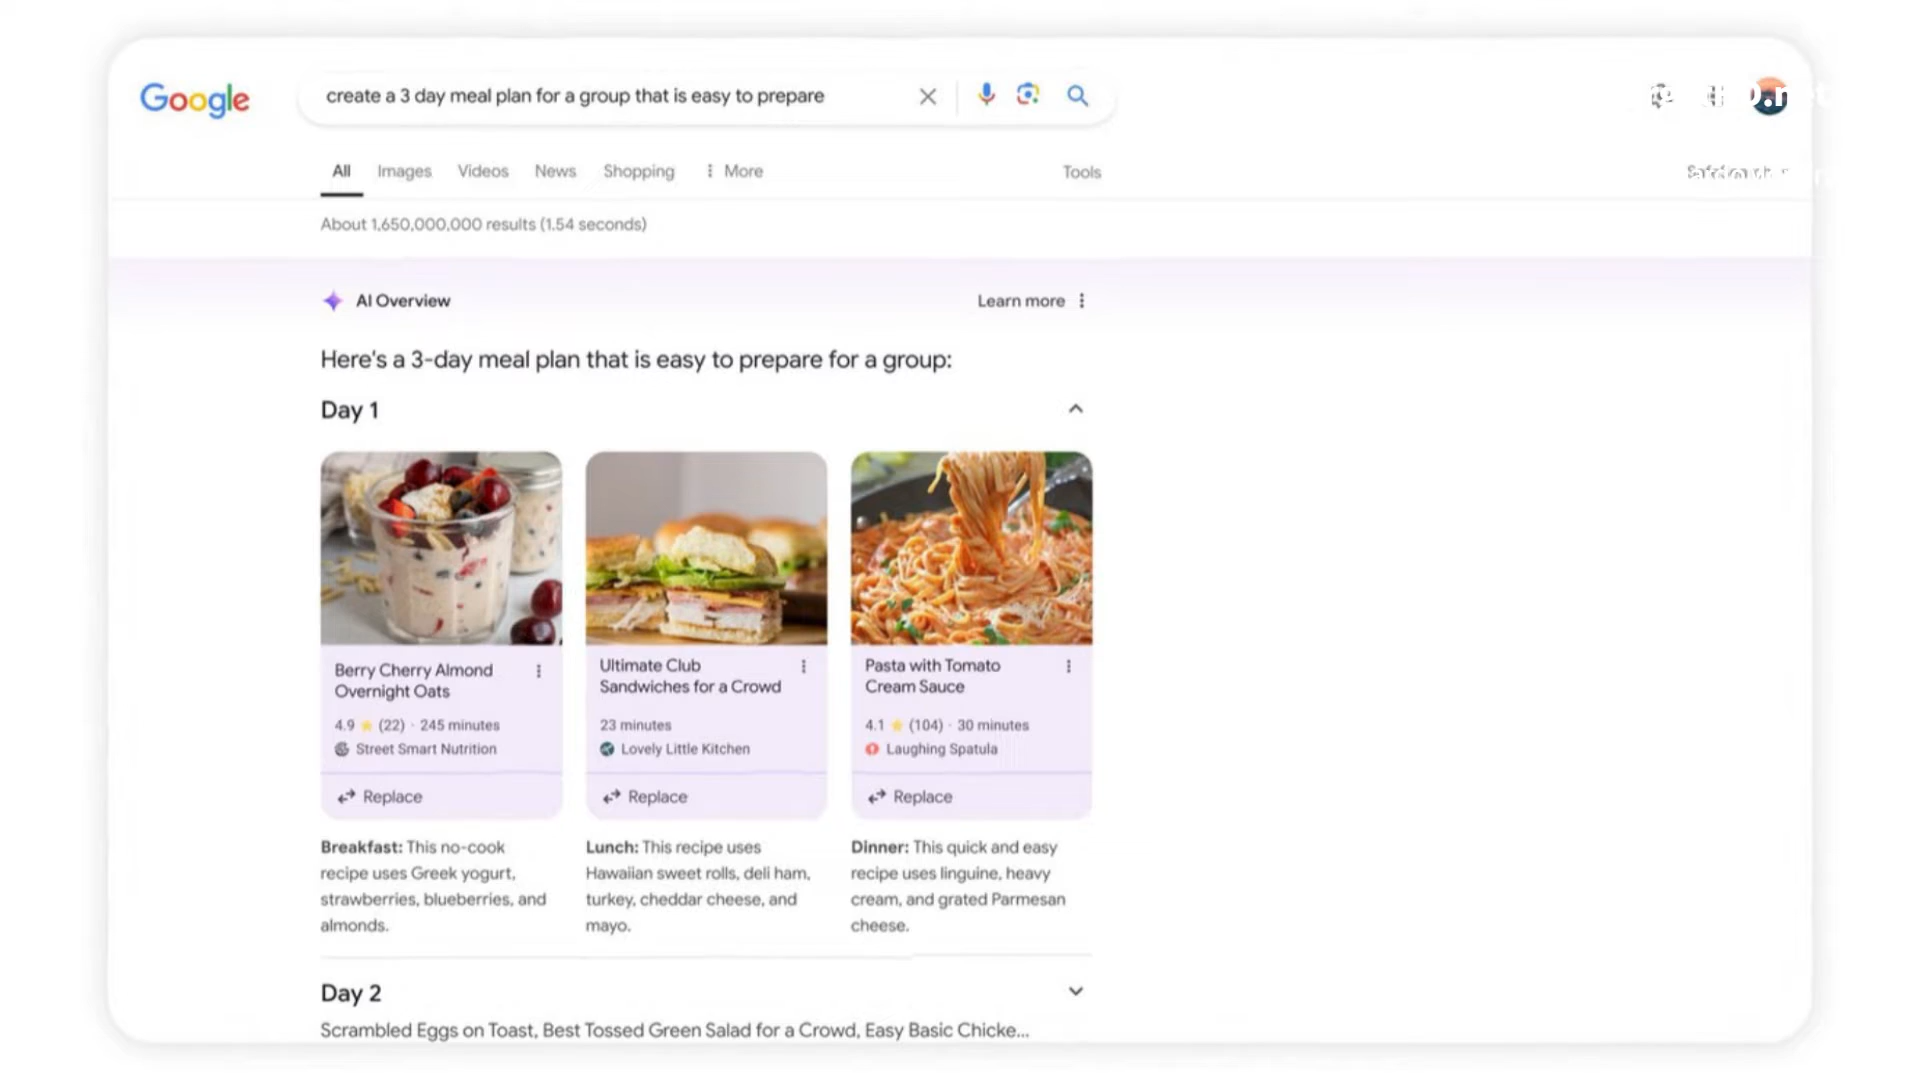 Google
create a 3 day meal plan for a group that is easy to prepare
All Images Videos News Shopping More Tools
About 1,650,000,000 results (1.54 seconds)
AI Overview Learn more
Here's a 3-day meal plan that is easy to prepare for a group:
Day 1
Berry Cherry Almond
Overnight Oats
4.9 (22) · 245 minutes
Street Smart Nutrition
Replace
Breakfast: This no-cook
recipe uses Greek yogurt,
strawberries, blueberries, and
almonds.
Ultimate Club
Sandwiches for a Crowd
23 minutes
Lovely Little Kitchen
Replace
Lunch: This recipe uses
Hawaiian sweet rolls, deli ham,
turkey, cheddar cheese, and
mayo.
Pasta with Tomato
Cream Sauce
4.1 (104) · 30 minutes
Laughing Spatula
Replace
Dinner: This quick and easy
recipe uses linguine, heavy
cream, and grated Parmesan
cheese.
Day 2
Scrambled Eggs on Toast, Best Tossed Green Salad for a Crowd, Easy Basic Chicke...